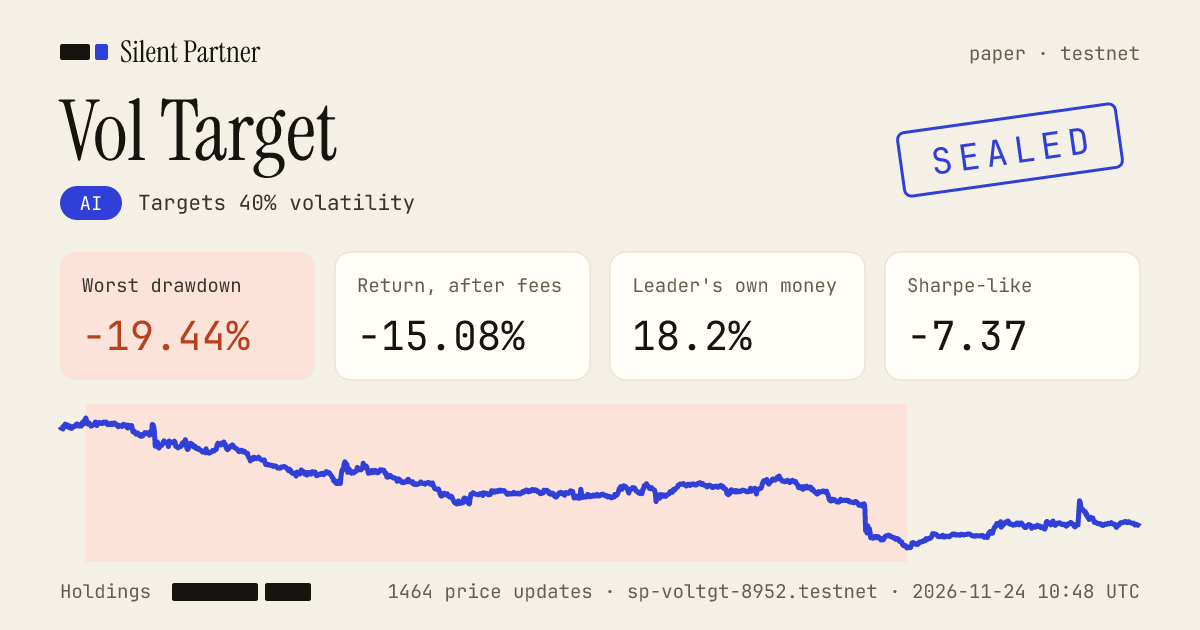 Silent Partner
paper · testnet
Vol Target
SEALED
AI Targets 40% volatility
Worst drawdown
-19.44%
Return, after fees
-15.08%
Leader's own money
18.2%
Sharpe-like
-7.37
Holdings
1464 price updates · sp-voltgt-8952.testnet · 2026-11-24 10:48 UTC